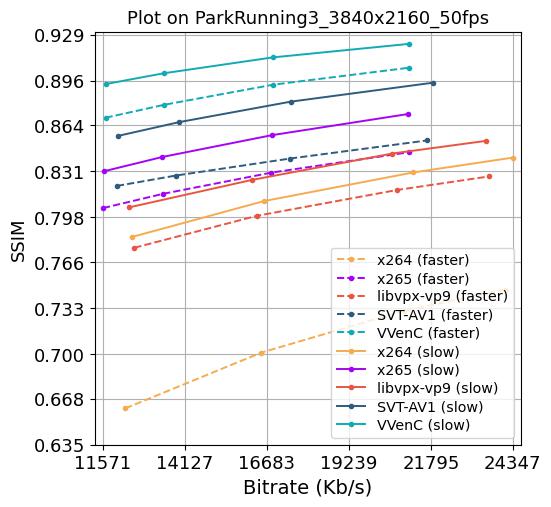 Plot on ParkRunning3_3840x2160_50fps
0.929
0.896
0.864
0.831
0.798
0.766
0.733
0.700
0.668
0.635
SSIM
x264 (faster)
x265 (faster)
libvpx-vp9 (faster)
SVT-AV1 (faster)
VVenC (faster)
x264 (slow)
x265 (slow)
libvpx-vp9 (slow)
SVT-AV1 (slow)
VVenC (slow)
11571 14127 16683 19239 21795 24347
Bitrate (Kb/s)